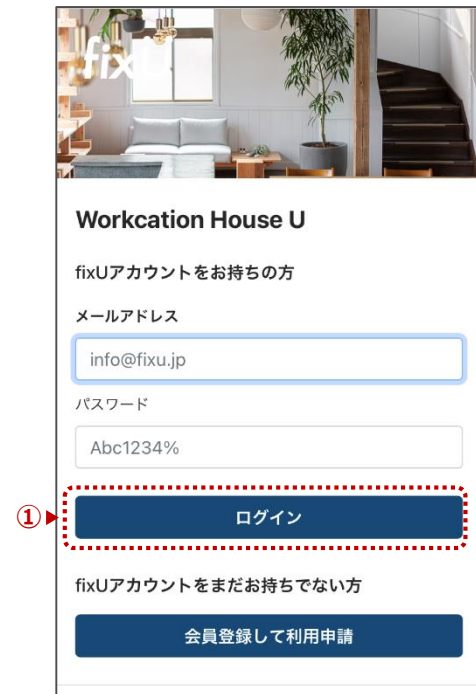 fixU
Workcation House U
fixUアカウントをお持ちの方
メールアドレス
info@fixu.jp
パスワード
Abc1234%
① ログイン
fixUアカウントをまだお持ちでない方
会員登録して利用申請